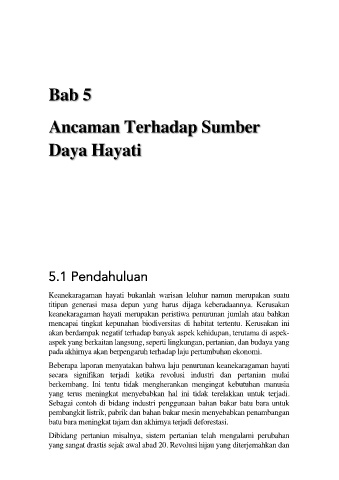 Bab 5
Ancaman Terhadap Sumber
Daya Hayati
5.1 Pendahuluan
Keanekaragaman hayati bukanlah warisan leluhur namun merupakan suatu
titipan generasi masa depan yang harus dijaga keberadaannya. Kerusakan
keanekaragaman hayati merupakan peristiwa penurunan jumlah atau bahkan
mencapai tingkat kepunahan biodiversitas di habitat tertentu. Kerusakan ini
akan berdampak negatif terhadap banyak aspek kehidupan, terutama di aspek-
aspek yang berkaitan langsung, seperti lingkungan, pertanian, dan budaya yang
pada akhirnya akan berpengaruh terhadap laju pertumbuhan ekonomi.
Beberapa laporan menyatakan bahwa laju penurunan keanekaragaman hayati
secara signifikan terjadi ketika revolusi industri dan pertanian mulai
berkembang. Ini tentu tidak mengherankan mengingat kebutuhan manusia
yang terus meningkat menyebabkan hal ini tidak terelakkan untuk terjadi.
Sebagai contoh di bidang industri penggunaan bahan bakar batu bara untuk
pembangkit listrik, pabrik dan bahan bakar mesin menyebabkan penambangan
batu bara meningkat tajam dan akhirnya terjadi deforestasi.
Dibidang pertanian misalnya, sistem pertanian telah mengalami perubahan
yang sangat drastis sejak awal abad 20. Revolusi hijau yang diterjemahkan dan